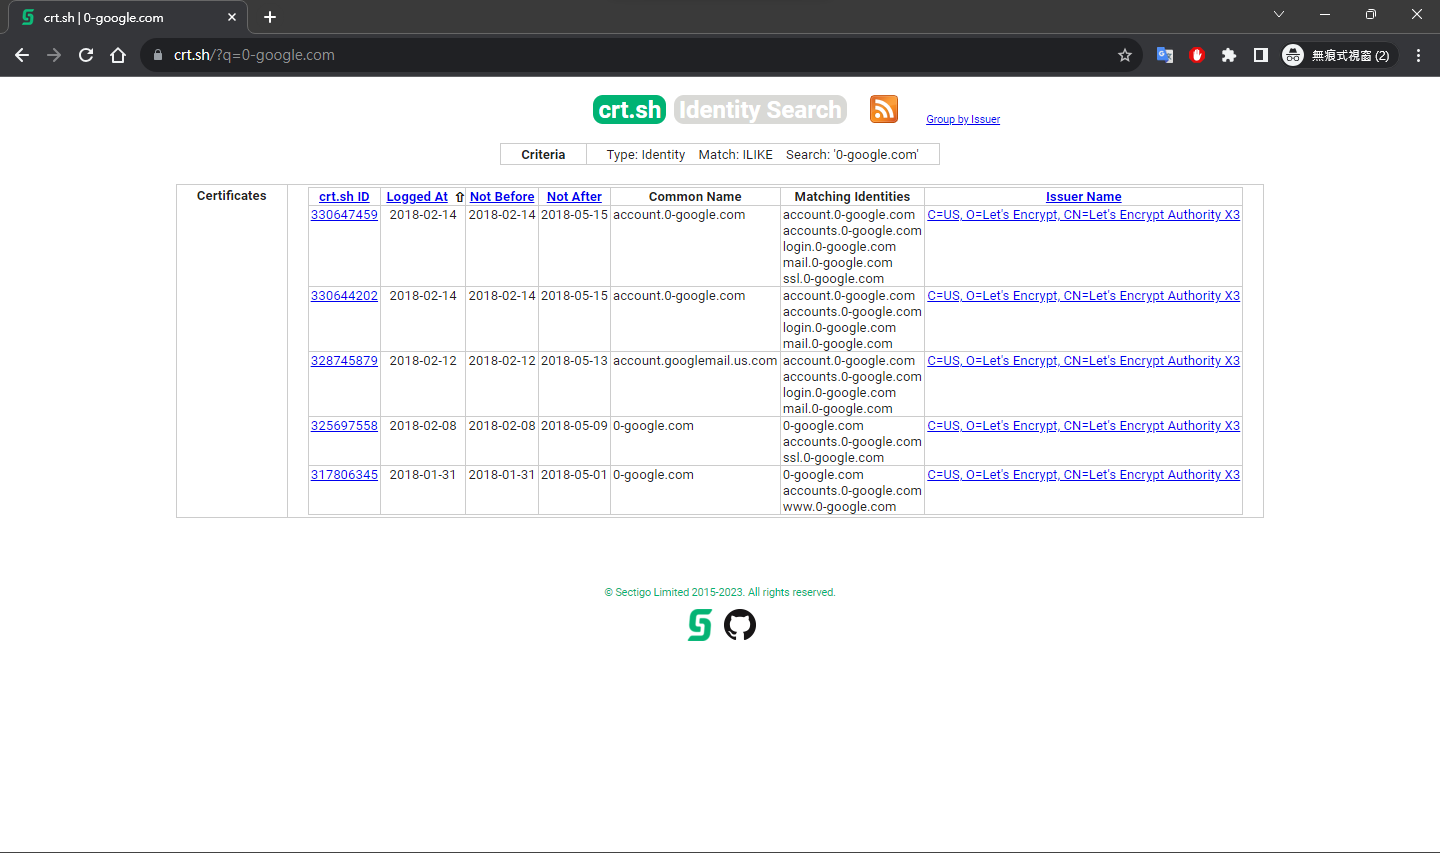 crt.sh | 0-google.com
crt.sh/?q=0-google.com
無痕式視窗 (2)
crt.sh Identity Search
Group by Issuer
Criteria Type: Identity Match: ILIKE Search: '0-google.com'
Certificates
crt.sh ID Logged At ⇧ Not Before Not After Common Name Matching Identities Issuer Name
330647459 2018-02-14 2018-02-14 2018-05-15 account.0-google.com account.0-google.com C=US, O=Let's Encrypt, CN=Let's Encrypt Authority X3
accounts.0-google.com
login.0-google.com
mail.0-google.com
ssl.0-google.com
330644202 2018-02-14 2018-02-14 2018-05-15 account.0-google.com account.0-google.com C=US, O=Let's Encrypt, CN=Let's Encrypt Authority X3
accounts.0-google.com
login.0-google.com
mail.0-google.com
328745879 2018-02-12 2018-02-12 2018-05-13 account.googlemail.us.com account.0-google.com C=US, O=Let's Encrypt, CN=Let's Encrypt Authority X3
accounts.0-google.com
login.0-google.com
mail.0-google.com
325697558 2018-02-08 2018-02-08 2018-05-09 0-google.com 0-google.com C=US, O=Let's Encrypt, CN=Let's Encrypt Authority X3
accounts.0-google.com
ssl.0-google.com
317806345 2018-01-31 2018-01-31 2018-05-01 0-google.com 0-google.com C=US, O=Let's Encrypt, CN=Let's Encrypt Authority X3
accounts.0-google.com
www.0-google.com
© Sectigo Limited 2015-2023. All rights reserved.